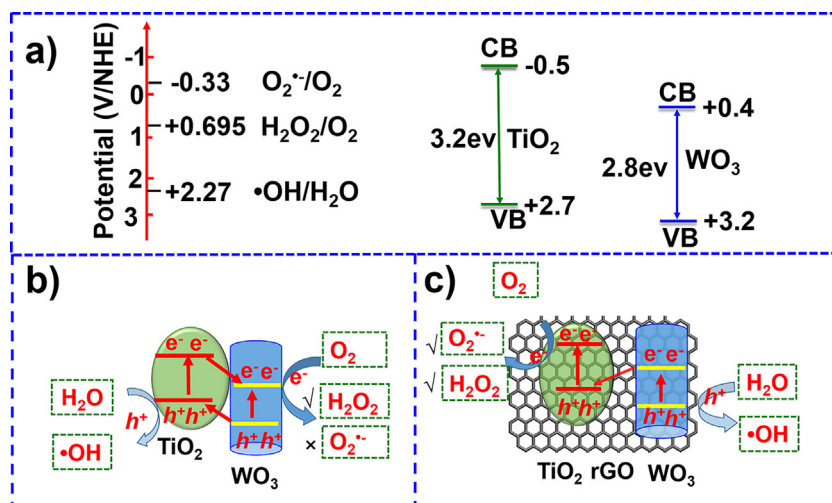 a)
Potential (V/NHE)
-1
0
1
2
3
-0.33 O₂•⁻/O₂
+0.695 H₂O₂/O₂
+2.27 •OH/H₂O
CB
-0.5
3.2ev TiO₂
VB +2.7
CB
+0.4
2.8ev WO₃
VB +3.2
b)
H₂O
h⁺
•OH
e⁻ e⁻
h⁺h⁺
TiO₂
e⁻ e⁻
h⁺ h⁺
WO₃
O₂
e⁻
√ H₂O₂
× O₂•⁻
c)
O₂
√ O₂•⁻
√ H₂O₂
e⁻
e⁻ e⁻
h⁺h⁺
e⁻ e⁻
h⁺h⁺
H₂O
h⁺
•OH
TiO₂ rGO WO₃